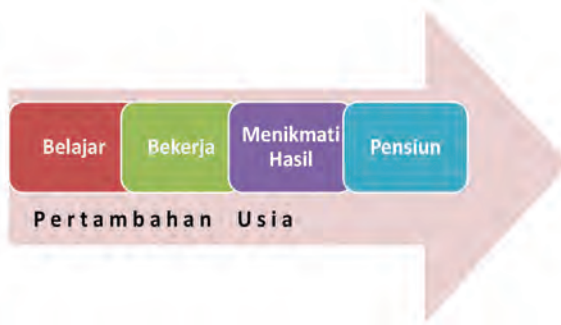 Belajar
Bekerja
Menikmati
Hasil
Pensiun
Pertambahan Usia